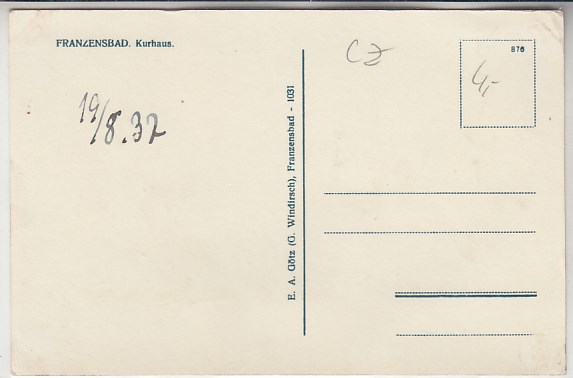 FRANZENSBAD. Kurhaus.
CZ
876
4,-
19/8.37
E. A. Götz (G. Windirsch), Franzensbad - 1031